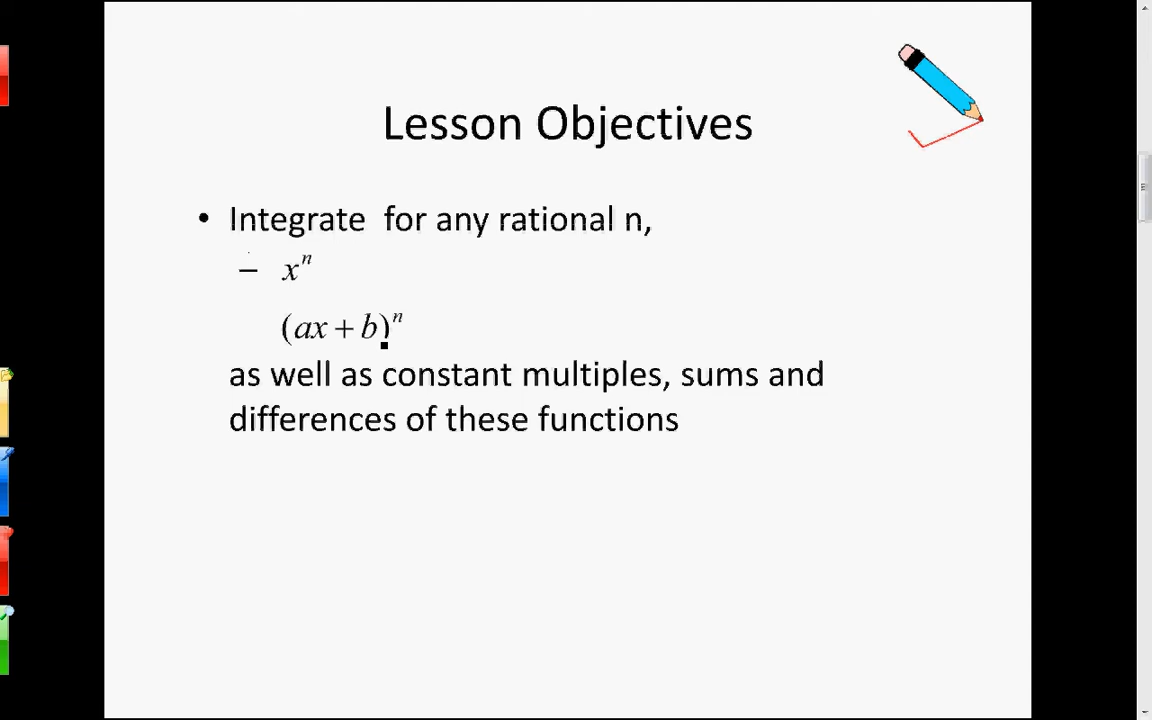 Lesson Objectives
• Integrate  for any rational n,
– xⁿ
(ax + b)ⁿ
as well as constant multiples, sums and
differences of these functions